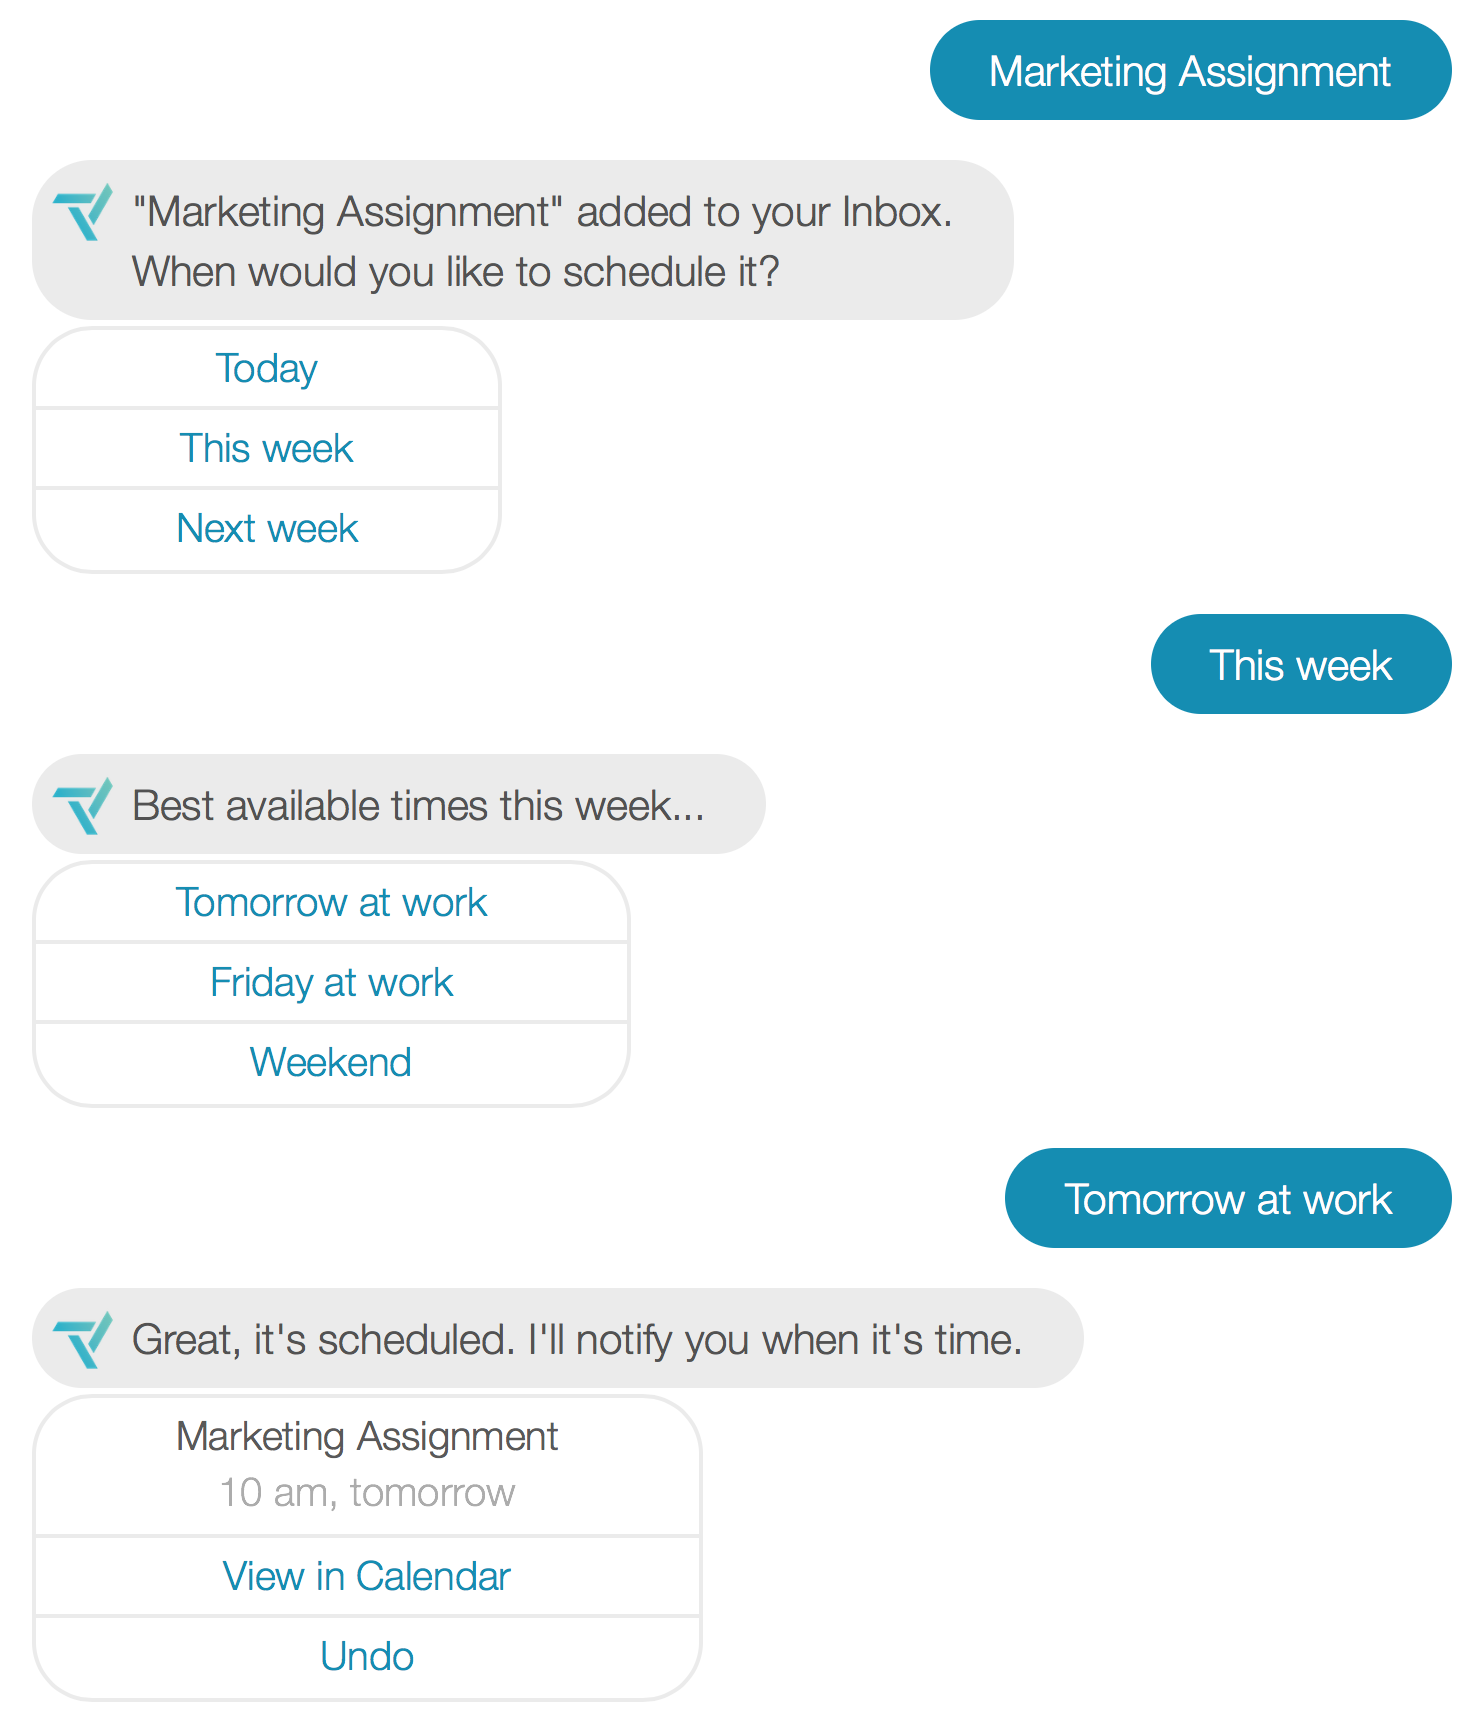 Marketing Assignment
"Marketing Assignment" added to your Inbox.
When would you like to schedule it?
Today
This week
Next week
This week
Best available times this week...
Tomorrow at work
Friday at work
Weekend
Tomorrow at work
Great, it's scheduled. I'll notify you when it's time.
Marketing Assignment
10 am, tomorrow
View in Calendar
Undo